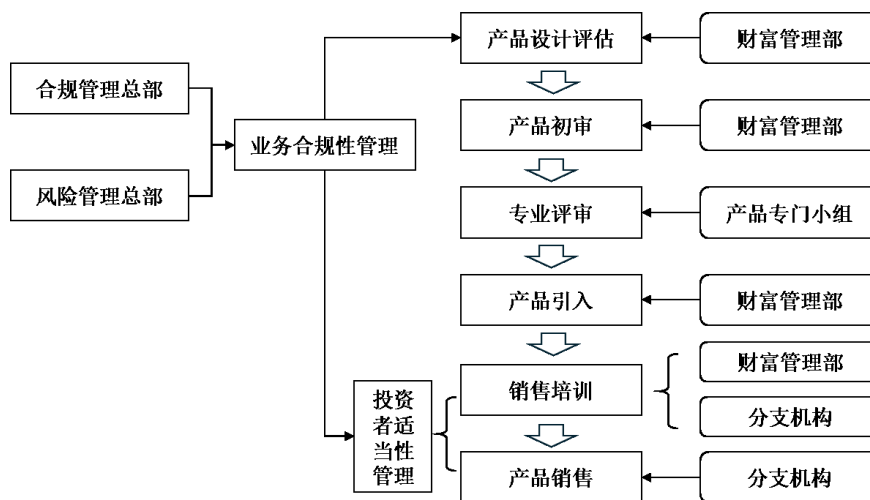 产品设计评估
财富管理部
合规管理总部
产品初审
财富管理部
业务合规性管理
风险管理总部
专业评审
产品专门小组
产品引入
财富管理部
财富管理部
销售培训
投资
者适
当性
管理
分支机构
产品销售
分支机构